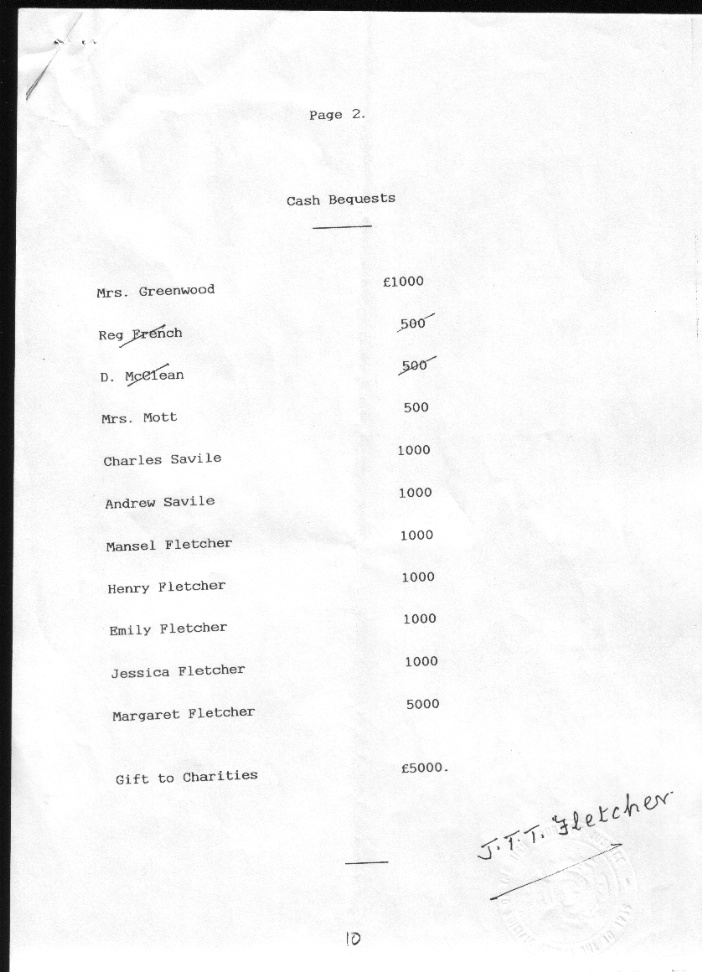 Page 2.
Cash Bequests
Mrs. Greenwood £1000
Reg French 500
D. McClean 500
Mrs. Mott 500
Charles Savile 1000
Andrew Savile 1000
Mansel Fletcher 1000
Henry Fletcher 1000
Emily Fletcher 1000
Jessica Fletcher 1000
Margaret Fletcher 5000
Gift to Charities £5000.
J.T.T. Fletcher
10